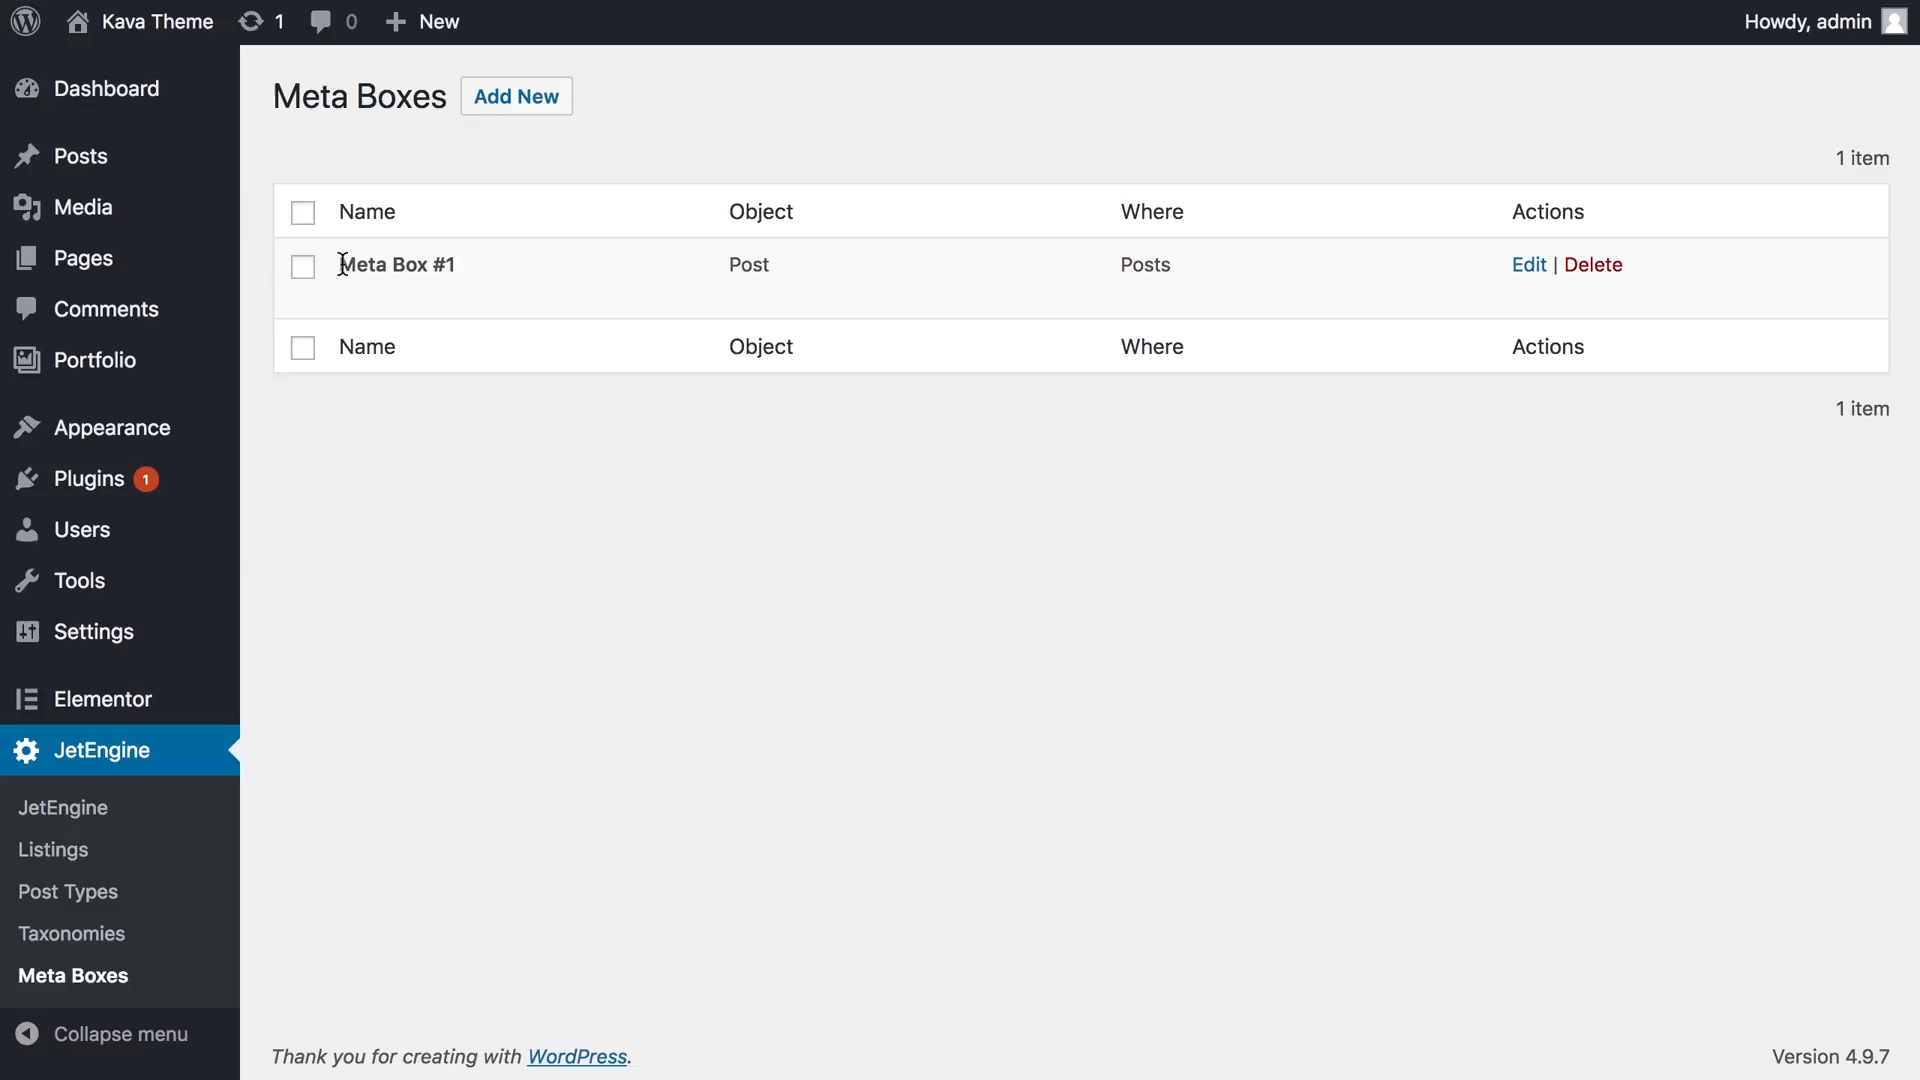 Kava Theme 1 0 New Howdy, admin
Dashboard
Posts
Media
Pages
Comments
Portfolio
Appearance
Plugins 1
Users
Tools
Settings
Elementor
JetEngine
JetEngine
Listings
Post Types
Taxonomies
Meta Boxes
Collapse menu
Meta Boxes Add New
1 item
Name Object Where Actions
Meta Box #1 Post Posts Edit | Delete
Name Object Where Actions
1 item
Thank you for creating with WordPress. Version 4.9.7